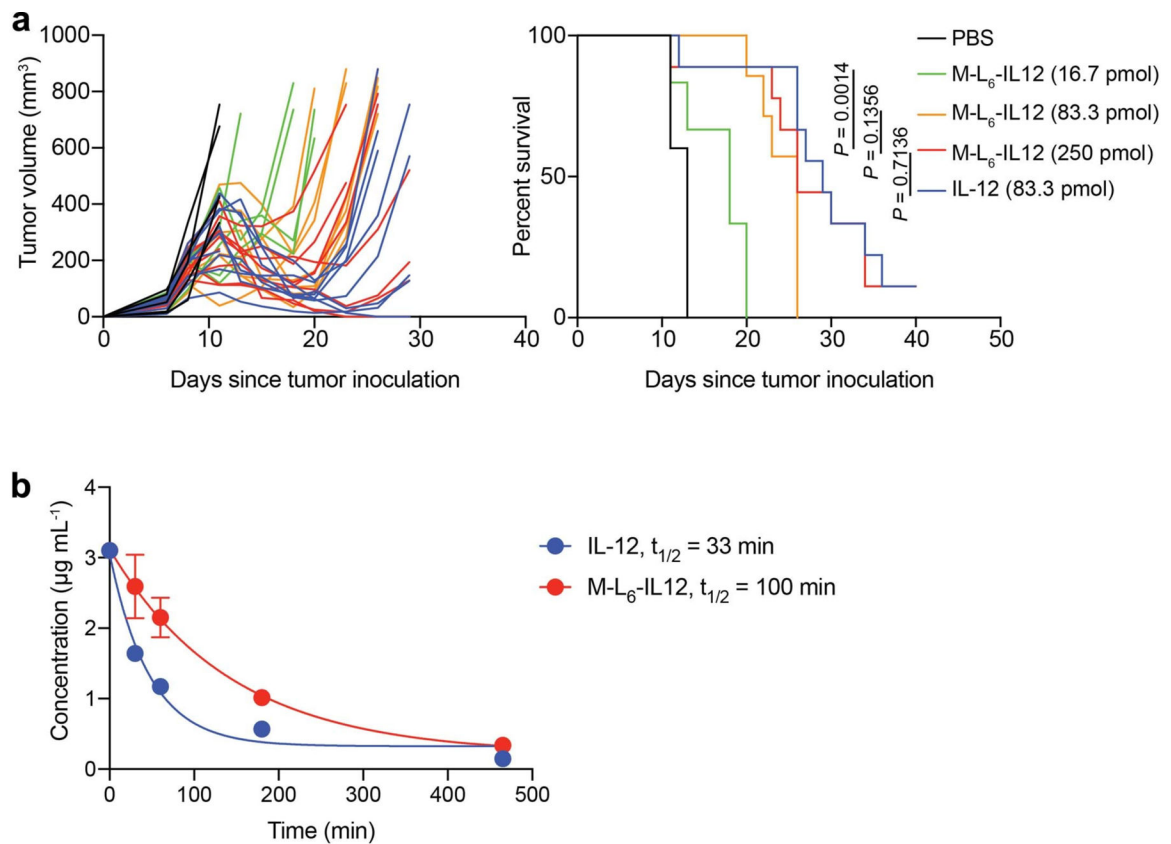 a
Tumor volume (mm³)
1000
800
600
400
200
0
0 10 20 30 40
Days since tumor inoculation
Percent survival
100
50
0
0 10 20 30 40 50
Days since tumor inoculation
P = 0.0014
P = 0.1356
P = 0.7136
PBS
M-L₆-IL12 (16.7 pmol)
M-L₆-IL12 (83.3 pmol)
M-L₆-IL12 (250 pmol)
IL-12 (83.3 pmol)
b
Concentration (µg mL⁻¹)
4
3
2
1
0
0 100 200 300 400 500
Time (min)
IL-12, t₁/₂ = 33 min
M-L₆-IL12, t₁/₂ = 100 min